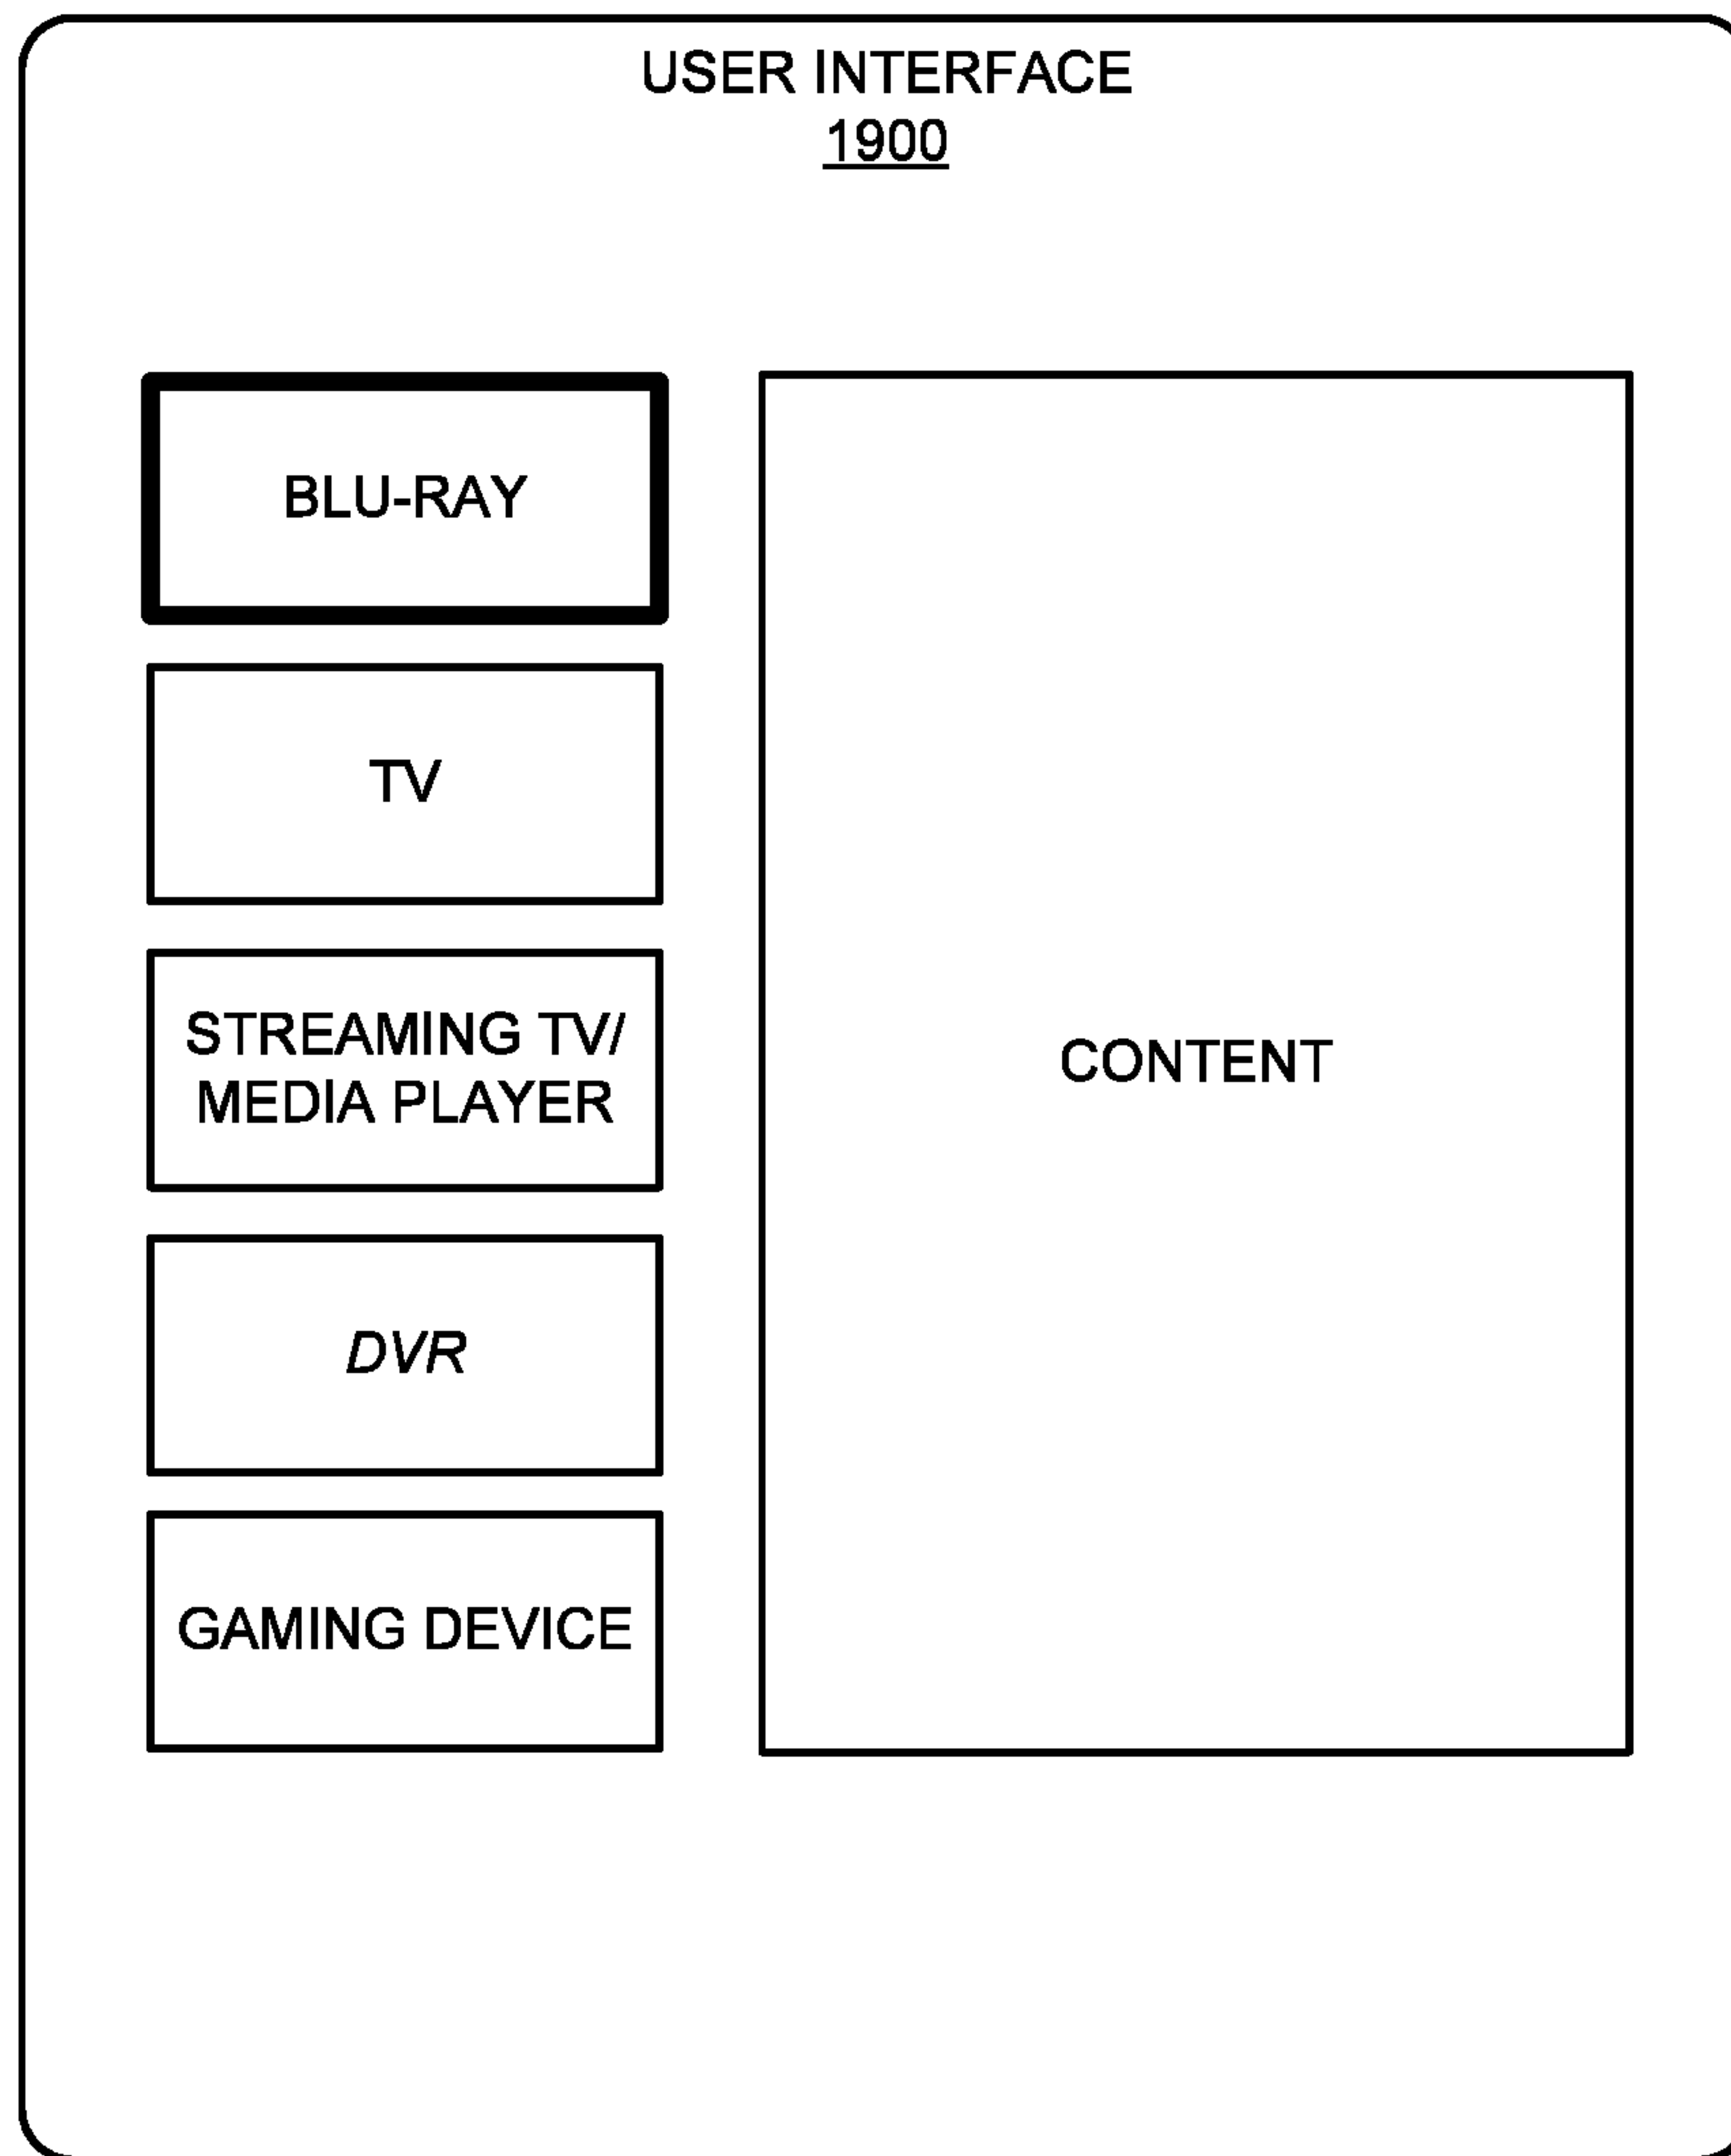 USER INTERFACE
1900
BLU-RAY
TV
STREAMING TV/
MEDIA PLAYER
DVR
GAMING DEVICE
CONTENT